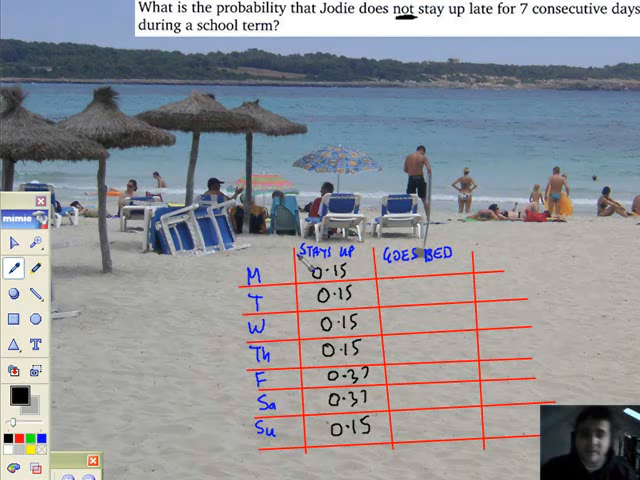 What is the probability that Jodie does not stay up late for 7 consecutive days
during a school term?
mimio
STAYS UP GOES BED
M 0.15
T 0.15
W 0.15
Th 0.15
F 0.37
Sa 0.37
Su 0.15
T